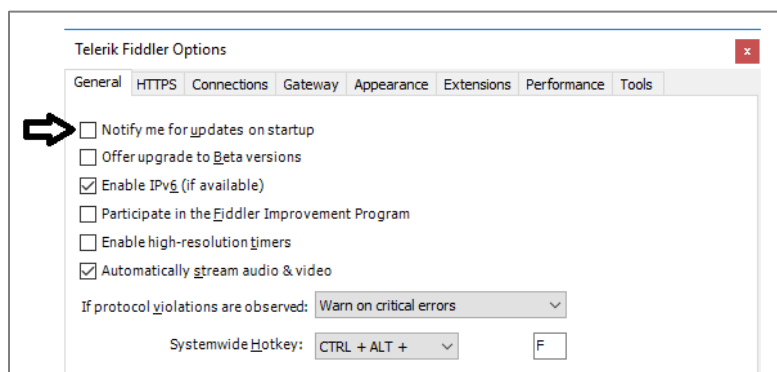 Telerik Fiddler Options
x
General HTTPS Connections Gateway Appearance Extensions Performance Tools
Notify me for updates on startup
Offer upgrade to Beta versions
Enable IPv6 (if available)
Participate in the Fiddler Improvement Program
Enable high-resolution timers
Automatically stream audio & video
If protocol violations are observed: Warn on critical errors
Systemwide Hotkey: CTRL + ALT + F